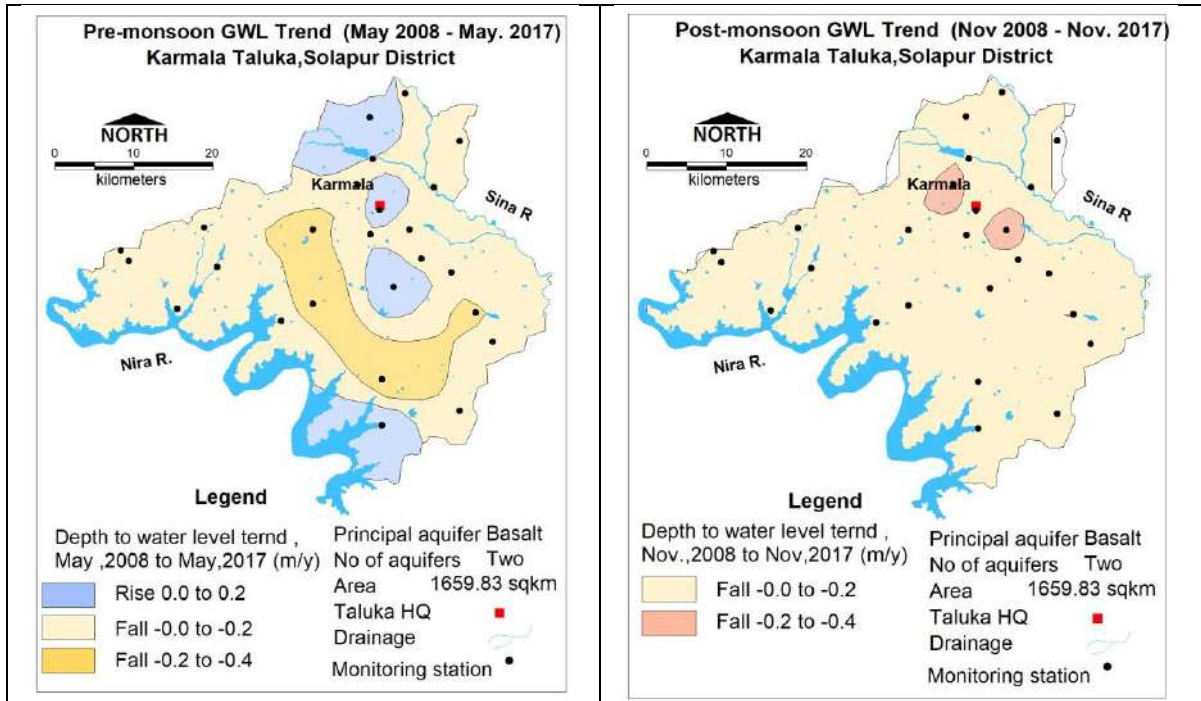 Pre-monsoon GWL Trend (May 2008 - May. 2017)
Karmala Taluka,Solapur District
NORTH
0 10 20
kilometers
Karmala
Sina R
Nira R.
Legend
Depth to water level ternd ,
May ,2008 to May,2017 (m/y)
Rise 0.0 to 0.2
Fall -0.0 to -0.2
Fall -0.2 to -0.4
Principal aquifer Basalt
No of aquifers Two
Area 1659.83 sqkm
Taluka HQ
Drainage
Monitoring station
Post-monsoon GWL Trend (Nov 2008 - Nov. 2017)
Karmala Taluka,Solapur District
NORTH
0 10 20
kilometers
Karmala
Sina R
Nira R.
Legend
Depth to water level ternd ,
Nov.,2008 to Nov,2017 (m/y)
Fall -0.0 to -0.2
Fall -0.2 to -0.4
Principal aquifer Basalt
No of aquifers Two
Area 1659.83 sqkm
Taluka HQ
Drainage
Monitoring station